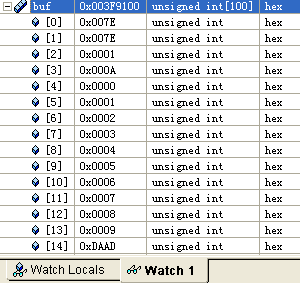 buf 0x003F9100 unsigned int[100] hex
[0] 0x007E unsigned int hex
[1] 0x007E unsigned int hex
[2] 0x0001 unsigned int hex
[3] 0x000A unsigned int hex
[4] 0x0000 unsigned int hex
[5] 0x0001 unsigned int hex
[6] 0x0002 unsigned int hex
[7] 0x0003 unsigned int hex
[8] 0x0004 unsigned int hex
[9] 0x0005 unsigned int hex
[10] 0x0006 unsigned int hex
[11] 0x0007 unsigned int hex
[12] 0x0008 unsigned int hex
[13] 0x0009 unsigned int hex
[14] 0xDAAD unsigned int hex
Watch Locals Watch 1